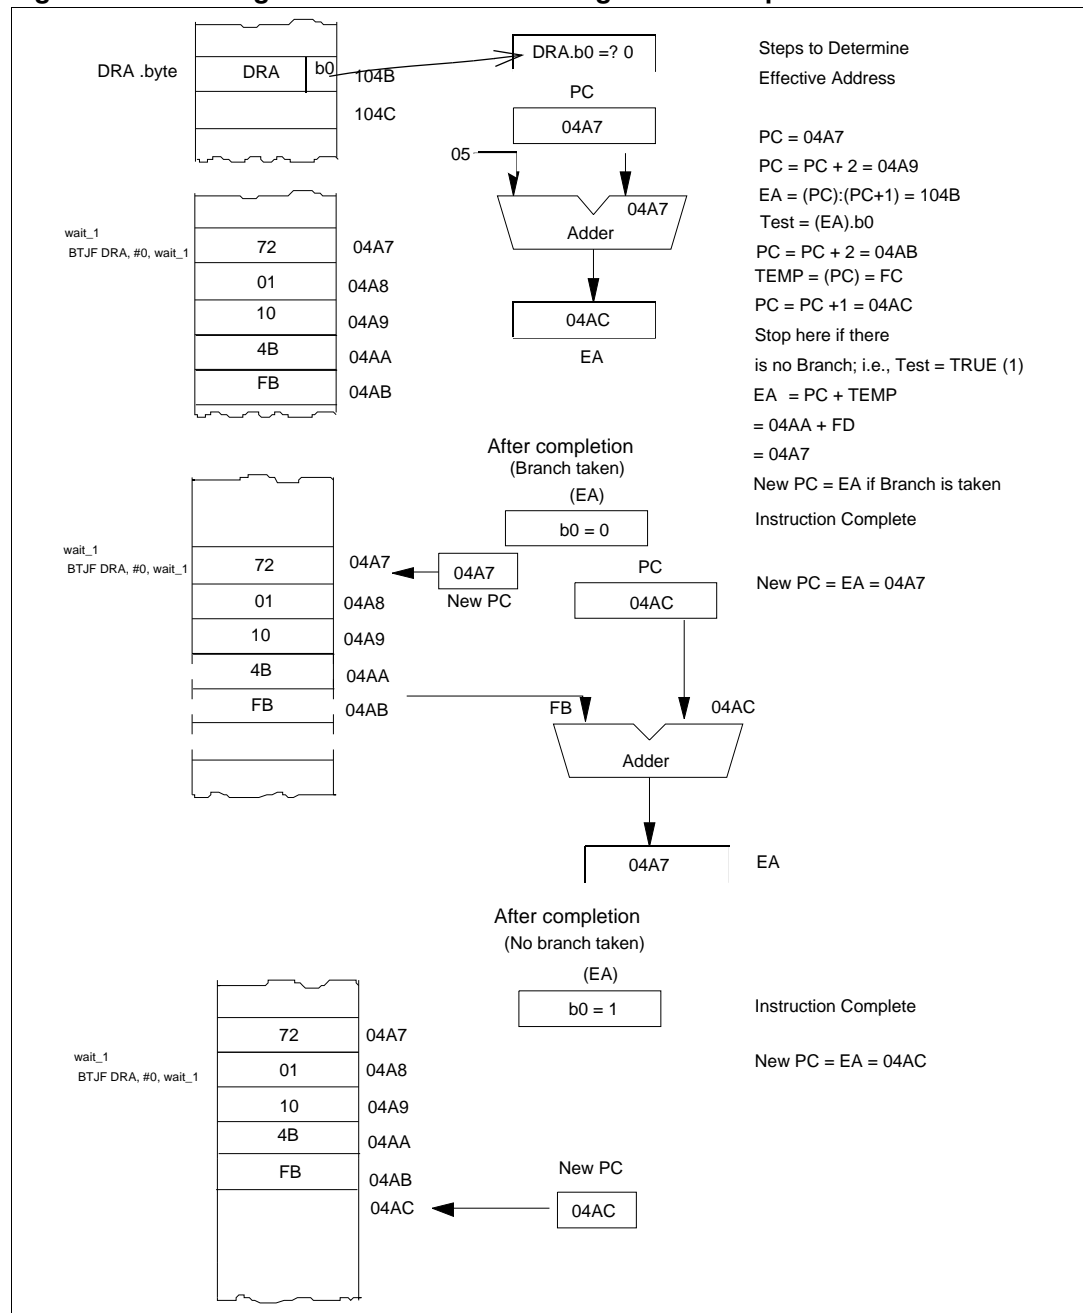 DRA .byte
DRA
b0
104B
104C
DRA.b0 =? 0
PC
04A7
05
04A7
Adder
04AC
EA
Steps to Determine
Effective Address
PC = 04A7
PC = PC + 2 = 04A9
EA = (PC):(PC+1) = 104B
Test = (EA).b0
PC = PC + 2 = 04AB
TEMP = (PC) = FC
PC = PC +1 = 04AC
Stop here if there
is no Branch; i.e., Test = TRUE (1)
EA = PC + TEMP
= 04AA + FD
= 04A7
New PC = EA if Branch is taken
Instruction Complete
New PC = EA = 04A7
wait_1
BTJF DRA, #0, wait_1
72 04A7
01 04A8
10 04A9
4B 04AA
FB 04AB
After completion
(Branch taken)
(EA)
b0 = 0
wait_1
BTJF DRA, #0, wait_1
72 04A7
01 04A8
10 04A9
4B 04AA
FB 04AB
04A7
New PC
PC
04AC
FB
04AC
Adder
04A7
EA
After completion
(No branch taken)
(EA)
b0 = 1
Instruction Complete
New PC = EA = 04AC
wait_1
BTJF DRA, #0, wait_1
72 04A7
01 04A8
10 04A9
4B 04AA
FB 04AB
04AC
New PC
04AC